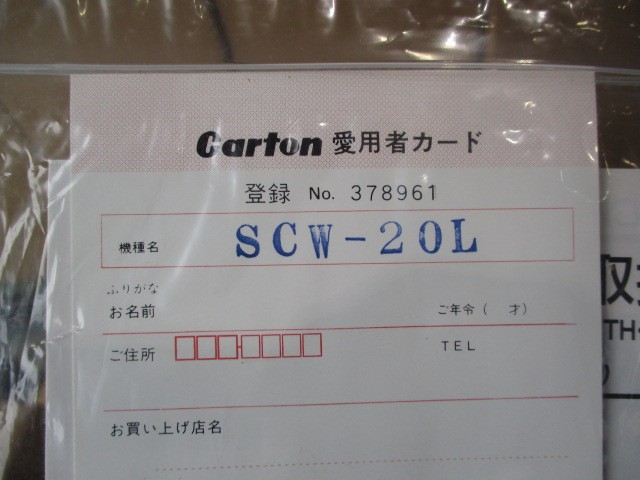 Carton 愛用者カード
登録 No. 378961
機種名 SCW-20L
ふりがな
お名前 ご年令( 才)
ご住所 TEL
お買い上げ店名
取
TH